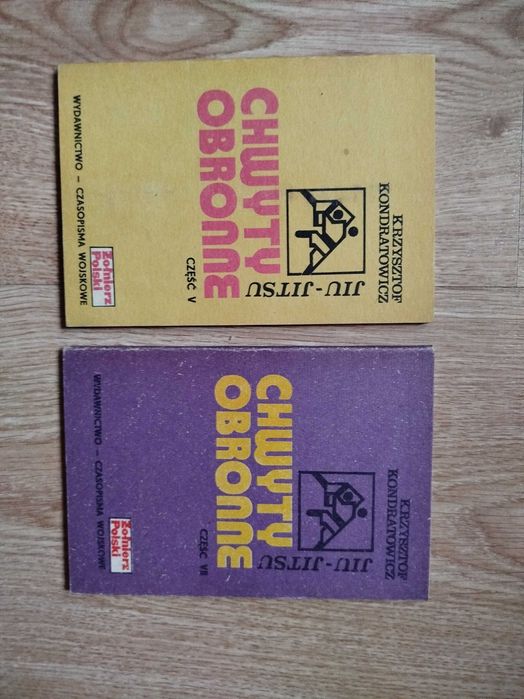 KRZYSZTOF
KONDRATOWICZ
JIU-JITSU
CHWYTY
OBRONNE
CZĘŚĆ V
Żołnierz
Polski
WYDAWNICTWO – CZASOPISMA WOJSKOWE
KRZYSZTOF
KONDRATOWICZ
JIU-JITSU
CHWYTY
OBRONNE
CZĘŚĆ VII
Żołnierz
Polski
WYDAWNICTWO – CZASOPISMA WOJSKOWE